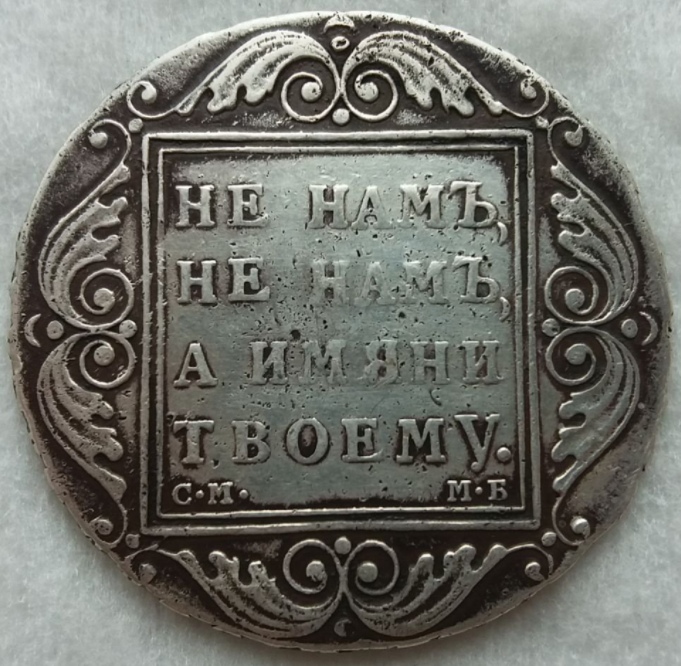 НЕ НАМЪ,
НЕ НАМЪ,
А ИМЯНИ
ТВОЕМУ.
С·М· М·Б